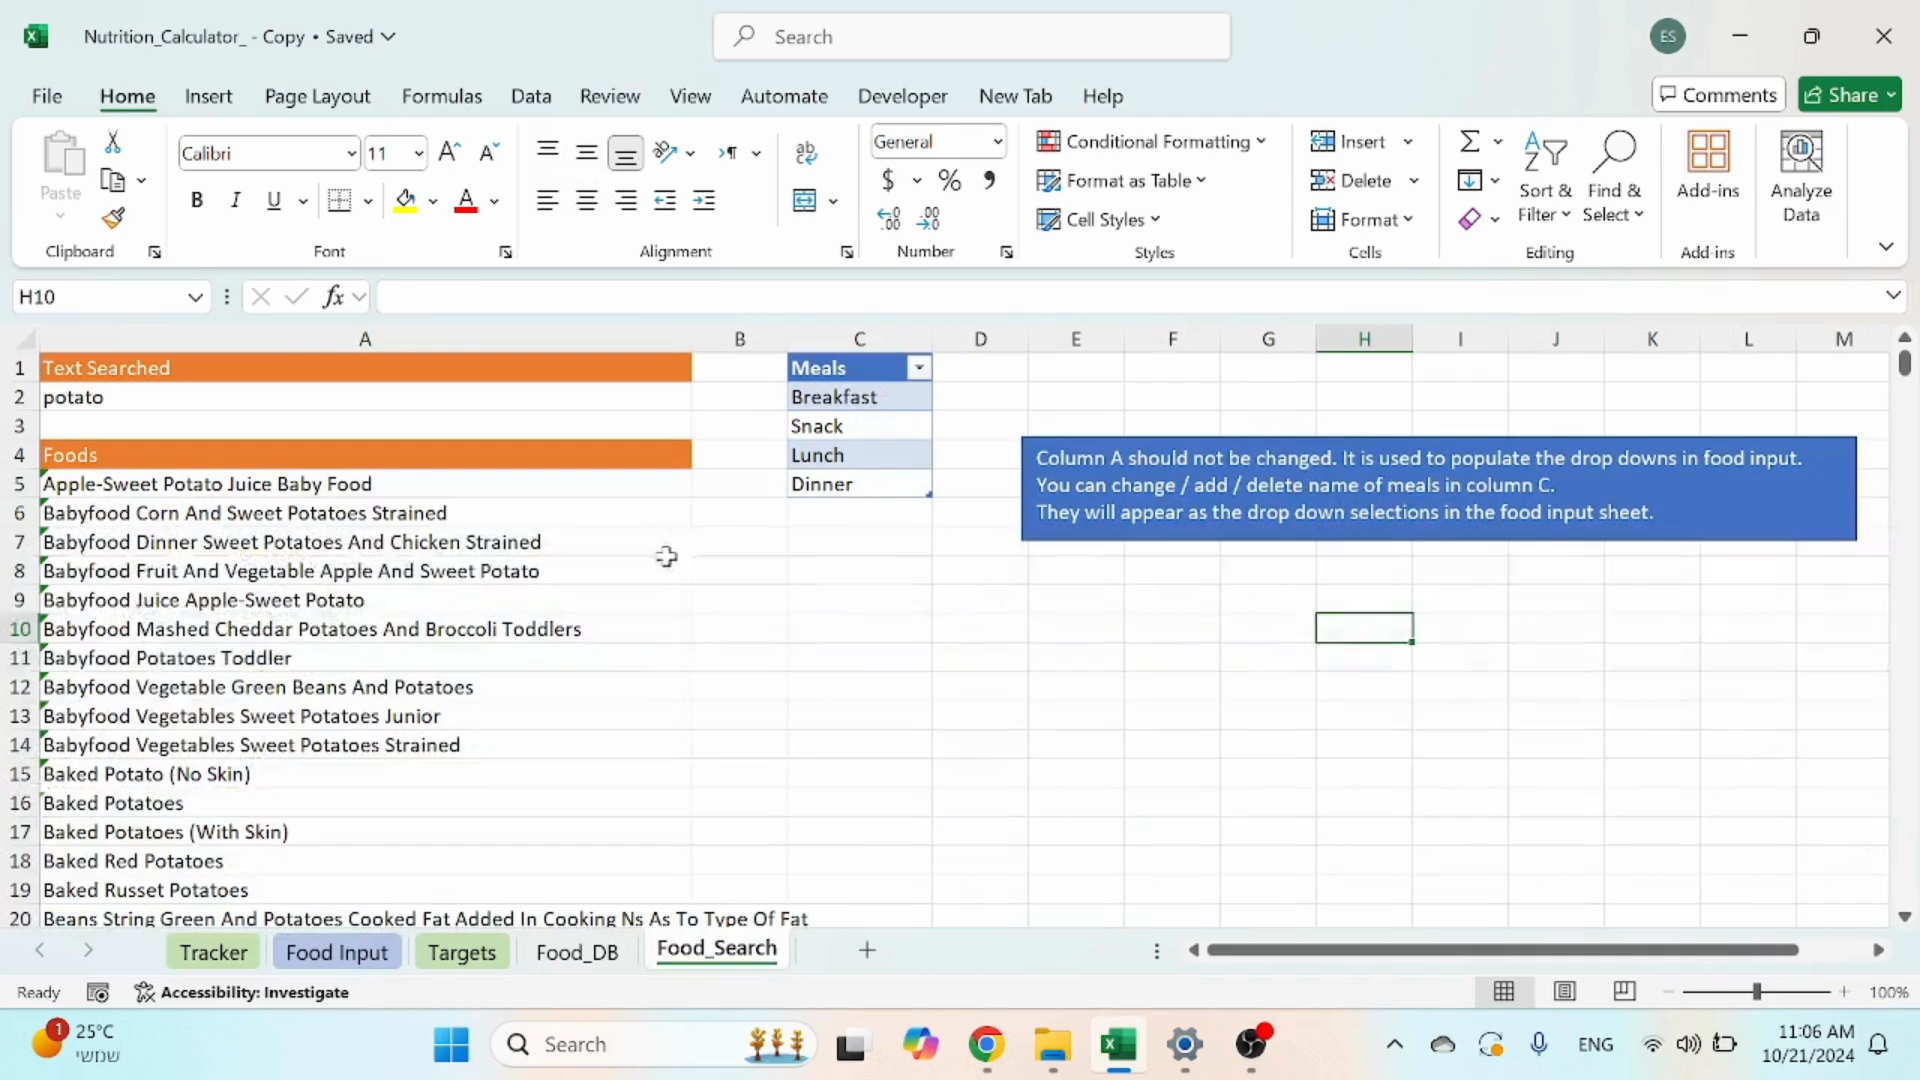 Nutrition_Calculator_ - Copy • Saved
Search
ES
File Home Insert Page Layout Formulas Data Review View Automate Developer New Tab Help
Comments
Share
Paste
Clipboard
Calibri
11
B I U
Font
ab
Alignment
General
$ % 9
Number
Conditional Formatting
Format as Table
Cell Styles
Styles
Insert
Delete
Format
Cells
Sort & Filter
Find & Select
Editing
Add-ins
Add-ins
Analyze Data
H10
fx
A B C D E F G H I J K L M
1 Text Searched Meals
2 potato Breakfast
3 Snack
4 Foods Lunch
5 Apple-Sweet Potato Juice Baby Food Dinner
6 Babyfood Corn And Sweet Potatoes Strained
7 Babyfood Dinner Sweet Potatoes And Chicken Strained
8 Babyfood Fruit And Vegetable Apple And Sweet Potato
9 Babyfood Juice Apple-Sweet Potato
10 Babyfood Mashed Cheddar Potatoes And Broccoli Toddlers
11 Babyfood Potatoes Toddler
12 Babyfood Vegetable Green Beans And Potatoes
13 Babyfood Vegetables Sweet Potatoes Junior
14 Babyfood Vegetables Sweet Potatoes Strained
15 Baked Potato (No Skin)
16 Baked Potatoes
17 Baked Potatoes (With Skin)
18 Baked Red Potatoes
19 Baked Russet Potatoes
20 Beans String Green And Potatoes Cooked Fat Added In Cooking Ns As To Type Of Fat
Column A should not be changed. It is used to populate the drop downs in food input.
You can change / add / delete name of meals in column C.
They will appear as the drop down selections in the food input sheet.
Tracker Food Input Targets Food_DB Food_Search
Ready
Accessibility: Investigate
100%
1
25°C
שמשי
Search
ENG
11:06 AM
10/21/2024